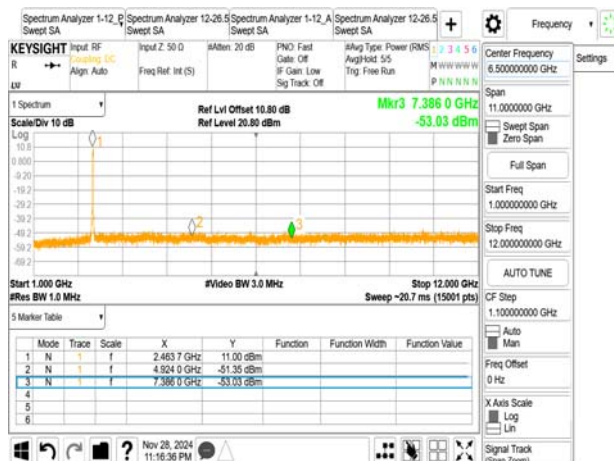 Spectrum Analyzer 1-12_P Spectrum Analyzer 12-26.5 Spectrum Analyzer 1-12_A Spectrum Analyzer 12-26.5
Swept SA Swept SA Swept SA Swept SA
+
Frequency
Settings
KEYSIGHT Input: RF Input Z: 50 Ω #Atten: 20 dB PNO: Fast #Avg Type: Power (RMS 1 2 3 4 5 6
R Coupling: DC Gate: Off Avg|Hold: 5/5 M W W W W W
Align: Auto Freq Ref: Int (S) IF Gain: Low Trig: Free Run
Sig Track: Off P N N N N N
Center Frequency
6.500000000 GHz
Span
11.0000000 GHz
Swept Span
Zero Span
Full Span
Start Freq
1.000000000 GHz
Stop Freq
12.000000000 GHz
AUTO TUNE
CF Step
1.100000000 GHz
Auto
Man
Freq Offset
0 Hz
X Axis Scale
Log
Lin
Signal Track
(Span Zoom)
1 Spectrum
Ref Lvl Offset 10.80 dB
Mkr3 7.386 0 GHz
Scale/Div 10 dB
Ref Level 20.80 dBm
-53.03 dBm
Log
10.8
0.800
-9.20
-19.2
-29.2
-39.2
-49.2
-59.2
-69.2
1
2
3
Start 1.000 GHz #Video BW 3.0 MHz Stop 12.000 GHz
#Res BW 1.0 MHz Sweep ~20.7 ms (15001 pts)
5 Marker Table
Mode Trace Scale X Y Function Function Width Function Value
1 N 1 f 2.463 7 GHz 11.00 dBm
2 N 1 f 4.924 0 GHz -51.35 dBm
3 N 1 f 7.386 0 GHz -53.03 dBm
4
5
6
?
Nov 28, 2024
11:16:36 PM